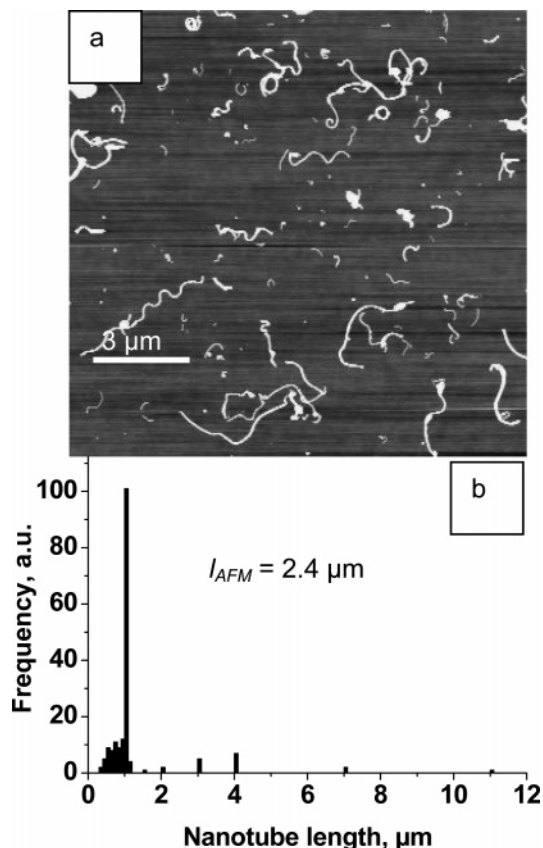 a
3 µm
b
100
80
60
40
20
0
Frequency, a.u.
l_AFM = 2.4 µm
0 2 4 6 8 10 12
Nanotube length, µm